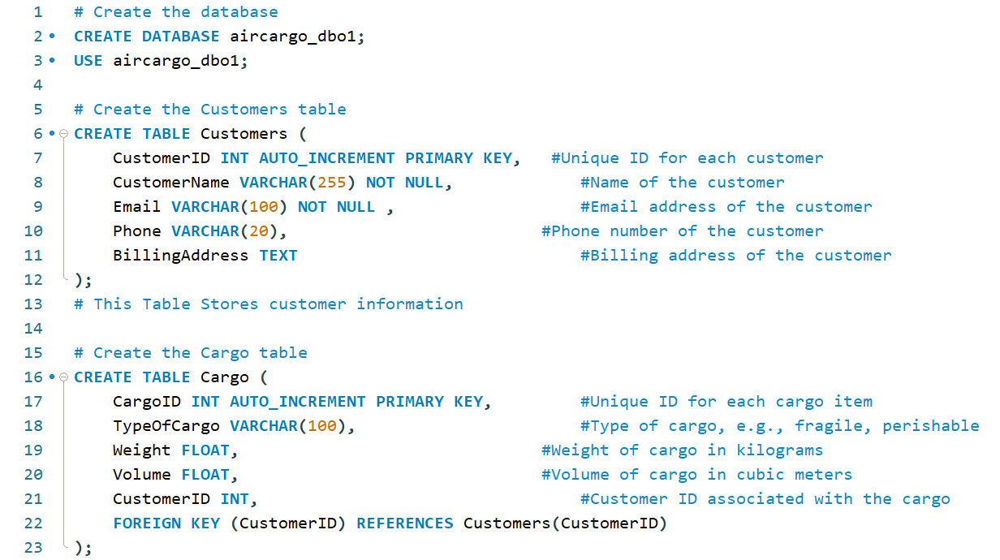 1 # Create the database
2 CREATE DATABASE aircargo_dbo1;
3 USE aircargo_dbo1;
4
5 # Create the Customers table
6 CREATE TABLE Customers (
7 CustomerID INT AUTO_INCREMENT PRIMARY KEY, #Unique ID for each customer
8 CustomerName VARCHAR(255) NOT NULL, #Name of the customer
9 Email VARCHAR(100) NOT NULL , #Email address of the customer
10 Phone VARCHAR(20), #Phone number of the customer
11 BillingAddress TEXT #Billing address of the customer
12 );
13 # This Table Stores customer information
14
15 # Create the Cargo table
16 CREATE TABLE Cargo (
17 CargoID INT AUTO_INCREMENT PRIMARY KEY, #Unique ID for each cargo item
18 TypeOfCargo VARCHAR(100), #Type of cargo, e.g., fragile, perishable
19 Weight FLOAT, #Weight of cargo in kilograms
20 Volume FLOAT, #Volume of cargo in cubic meters
21 CustomerID INT, #Customer ID associated with the cargo
22 FOREIGN KEY (CustomerID) REFERENCES Customers(CustomerID)
23 );